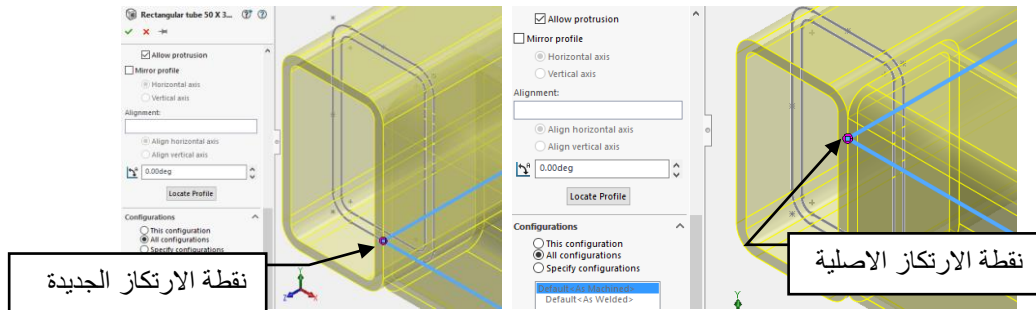 Rectangular tube 50 X 3...
Allow protrusion
Mirror profile
Horizontal axis
Vertical axis
Alignment:
Align horizontal axis
Align vertical axis
0.00deg
Locate Profile
Configurations
This configuration
All configurations
Specify configurations
نقطة الارتكاز الجديدة
Allow protrusion
Mirror profile
Horizontal axis
Vertical axis
Alignment:
Align horizontal axis
Align vertical axis
0.00deg
Locate Profile
Configurations
This configuration
All configurations
Specify configurations
Default<As Machined>
Default<As Welded>
نقطة الارتكاز الاصلية